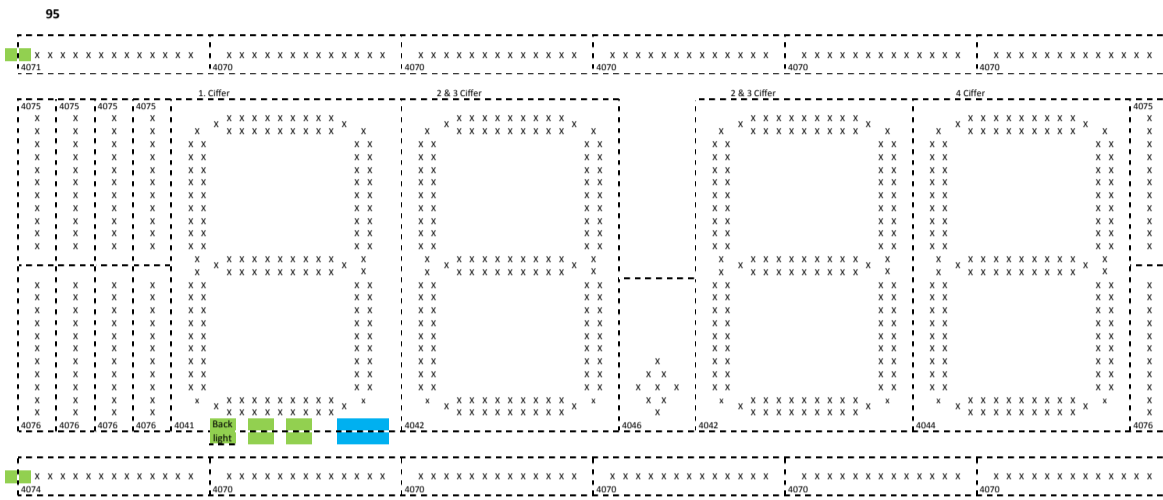 95
4071 4070 4070 4070 4070 4070
1. Ciffer 2 & 3 Ciffer 2 & 3 Ciffer 4 Ciffer
4075 4075 4075 4075 4075
4076 4076 4076 4076 4041 Back 4042 4046 4042 4044 4076
light
4074 4070 4070 4070 4070 4070